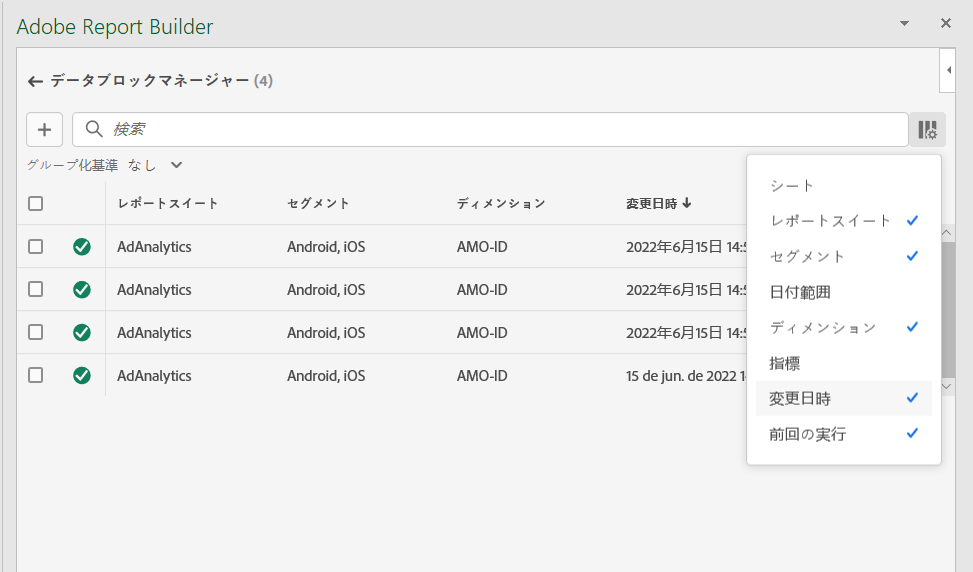 Adobe Report Builder
データブロックマネージャー (4)
検索
グループ化基準 なし
レポートスイート セグメント ディメンション 変更日時
AdAnalytics Android, iOS AMO-ID 2022年6月15日 14:5
AdAnalytics Android, iOS AMO-ID 2022年6月15日 14:5
AdAnalytics Android, iOS AMO-ID 2022年6月15日 14:5
AdAnalytics Android, iOS AMO-ID 15 de jun. de 2022 1
シート
レポートスイート
セグメント
日付範囲
ディメンション
指標
変更日時
前回の実行